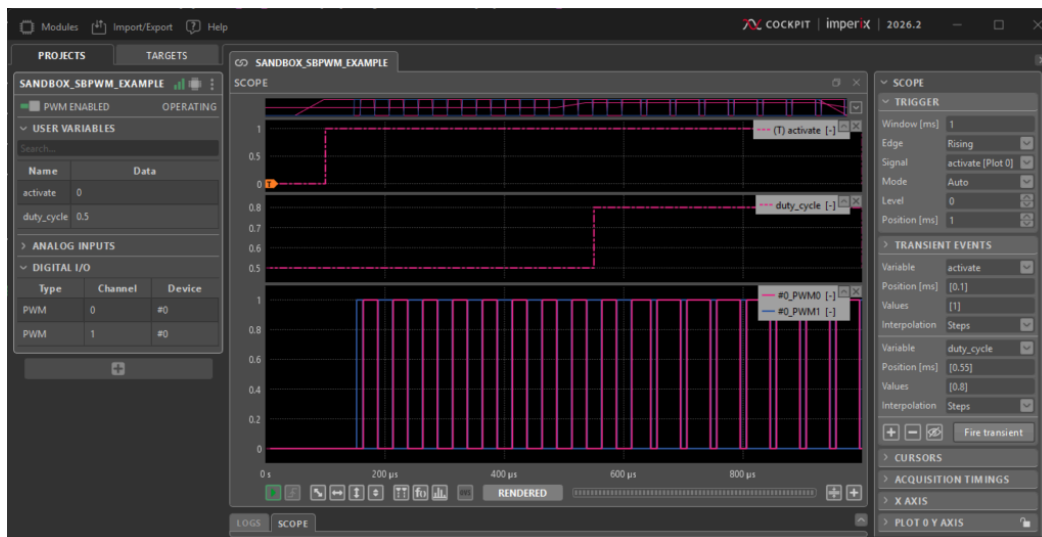 Modules Import/Export Help
COCKPIT | imperix | 2026.2
PROJECTS TARGETS
SANDBOX_SBPWM_EXAMPLE
PWM ENABLED OPERATING
USER VARIABLES
Search...
Name Data
activate 0
duty_cycle 0.5
ANALOG INPUTS
DIGITAL I/O
Type Channel Device
PWM 0 #0
PWM 1 #0
SANDBOX_SBPWM_EXAMPLE
SCOPE
(T) activate [-]
1
0.5
0
T
duty_cycle [-]
0.8
0.7
0.6
0.5
#0_PWM0 [-]
#0_PWM1 [-]
1
0.8
0.6
0.4
0.2
0
0 s 200 µs 400 µs 600 µs 800 µs
RENDERED
LOGS SCOPE
SCOPE
TRIGGER
Window [ms] 1
Edge Rising
Signal activate [Plot 0]
Mode Auto
Level 0
Position [ms] 1
TRANSIENT EVENTS
Variable activate
Position [ms] [0.1]
Values [1]
Interpolation Steps
Variable duty_cycle
Position [ms] [0.55]
Values [0.8]
Interpolation Steps
Fire transient
CURSORS
ACQUISITION TIMINGS
X AXIS
PLOT 0 Y AXIS